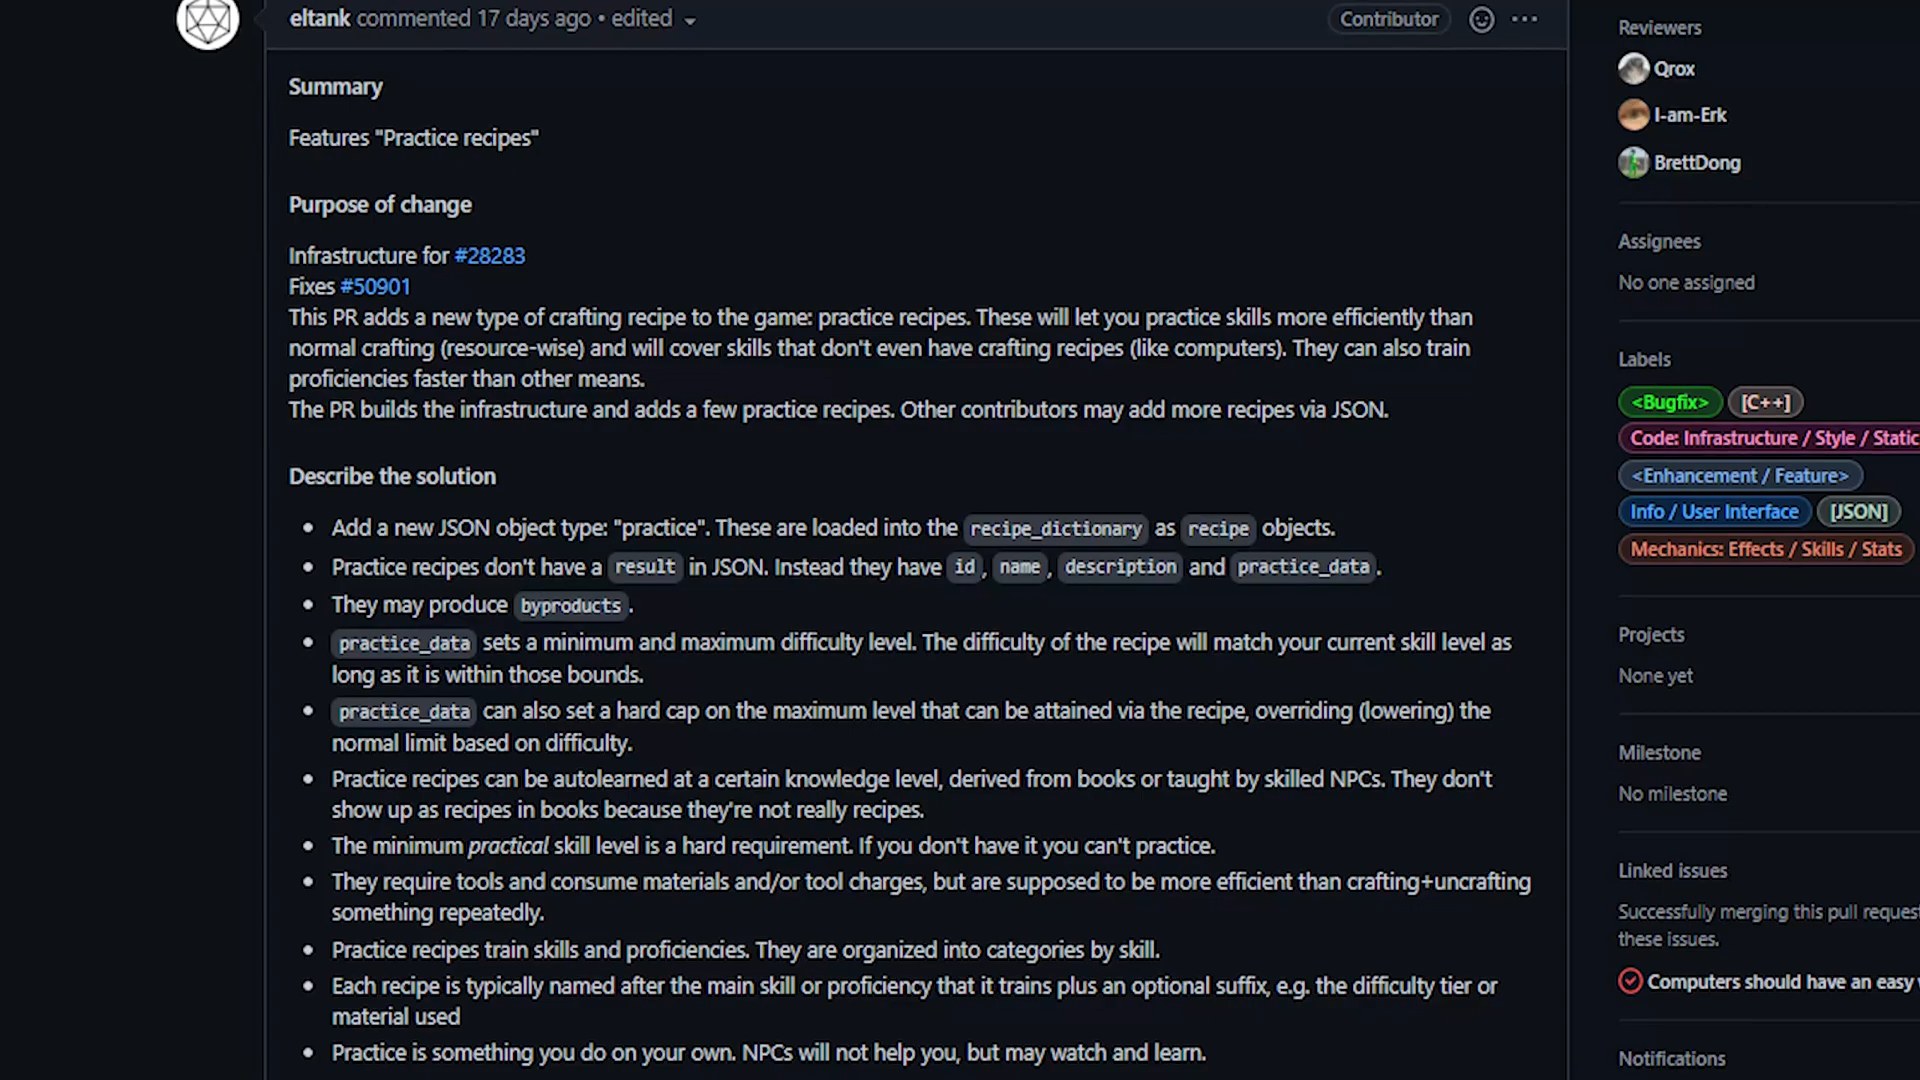 eltank commented 17 days ago • edited
Contributor
Summary
Features "Practice recipes"
Purpose of change
Infrastructure for #28283
Fixes #50901
This PR adds a new type of crafting recipe to the game: practice recipes. These will let you practice skills more efficiently than
normal crafting (resource-wise) and will cover skills that don't even have crafting recipes (like computers). They can also train
proficiencies faster than other means.
The PR builds the infrastructure and adds a few practice recipes. Other contributors may add more recipes via JSON.
Describe the solution
• Add a new JSON object type: "practice". These are loaded into the recipe_dictionary as recipe objects.
• Practice recipes don't have a result in JSON. Instead they have id, name, description and practice_data.
• They may produce byproducts.
• practice_data sets a minimum and maximum difficulty level. The difficulty of the recipe will match your current skill level as
long as it is within those bounds.
• practice_data can also set a hard cap on the maximum level that can be attained via the recipe, overriding (lowering) the
normal limit based on difficulty.
• Practice recipes can be autolearned at a certain knowledge level, derived from books or taught by skilled NPCs. They don't
show up as recipes in books because they're not really recipes.
• The minimum practical skill level is a hard requirement. If you don't have it you can't practice.
• They require tools and consume materials and/or tool charges, but are supposed to be more efficient than crafting+uncrafting
something repeatedly.
• Practice recipes train skills and proficiencies. They are organized into categories by skill.
• Each recipe is typically named after the main skill or proficiency that it trains plus an optional suffix, e.g. the difficulty tier or
material used
• Practice is something you do on your own. NPCs will not help you, but may watch and learn.
Reviewers
Qrox
I-am-Erk
BrettDong
Assignees
No one assigned
Labels
<Bugfix> [C++]
Code: Infrastructure / Style / Static
<Enhancement / Feature>
Info / User Interface [JSON]
Mechanics: Effects / Skills / Stats
Projects
None yet
Milestone
No milestone
Linked issues
Successfully merging this pull request
these issues.
Computers should have an easy
Notifications